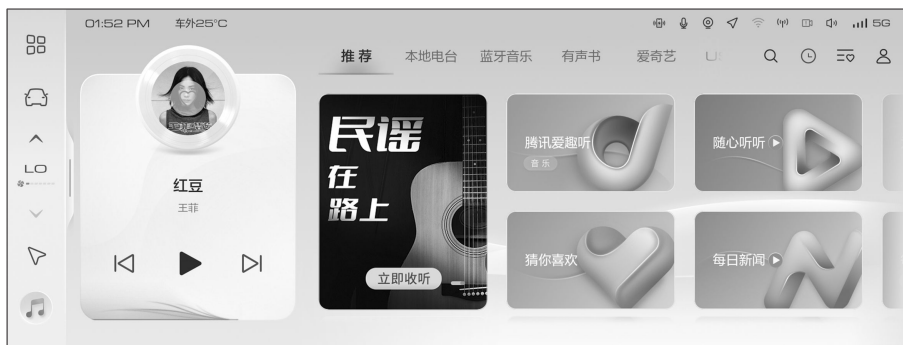 01:52 PM 车外25°C
5G
推荐 本地电台 蓝牙音乐 有声书 爱奇艺 US
LO
红豆
王菲
民谣
在
路上
立即收听
腾讯爱趣听
音乐
随心听听
猜你喜欢
每日新闻